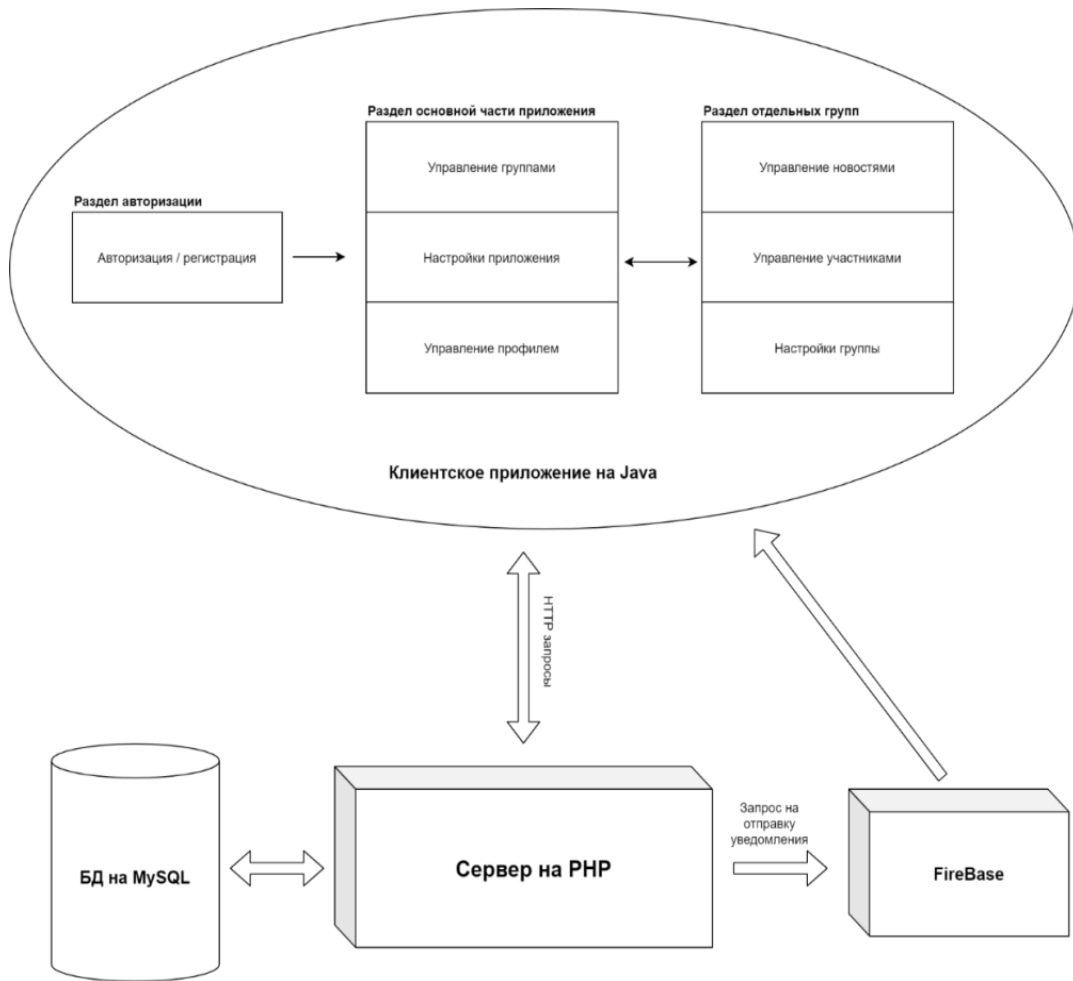 Раздел основной части приложения
Раздел отдельных групп
Управление группами
Управление новостями
Раздел авторизации
Авторизация / регистрация
Настройки приложения
Управление участниками
Управление профилем
Настройки группы
Клиентское приложение на Java
HTTP запросы
БД на MySQL
Сервер на PHP
Запрос на
отправку
уведомления
FireBase